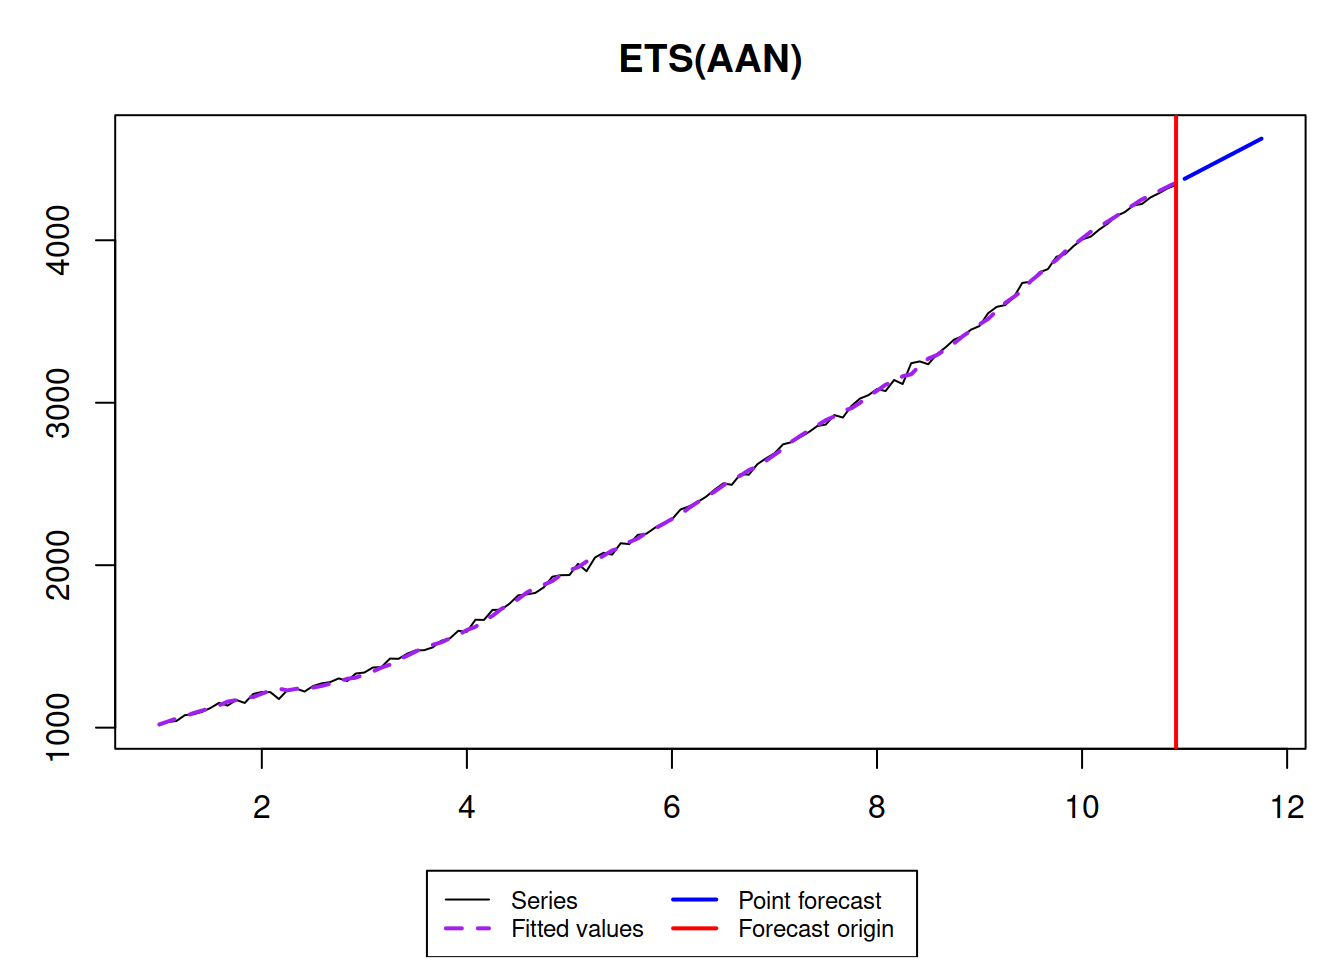 ETS(AAN)
4000
3000
2000
1000
2 4 6 8 10 12
Series Point forecast
Fitted values Forecast origin